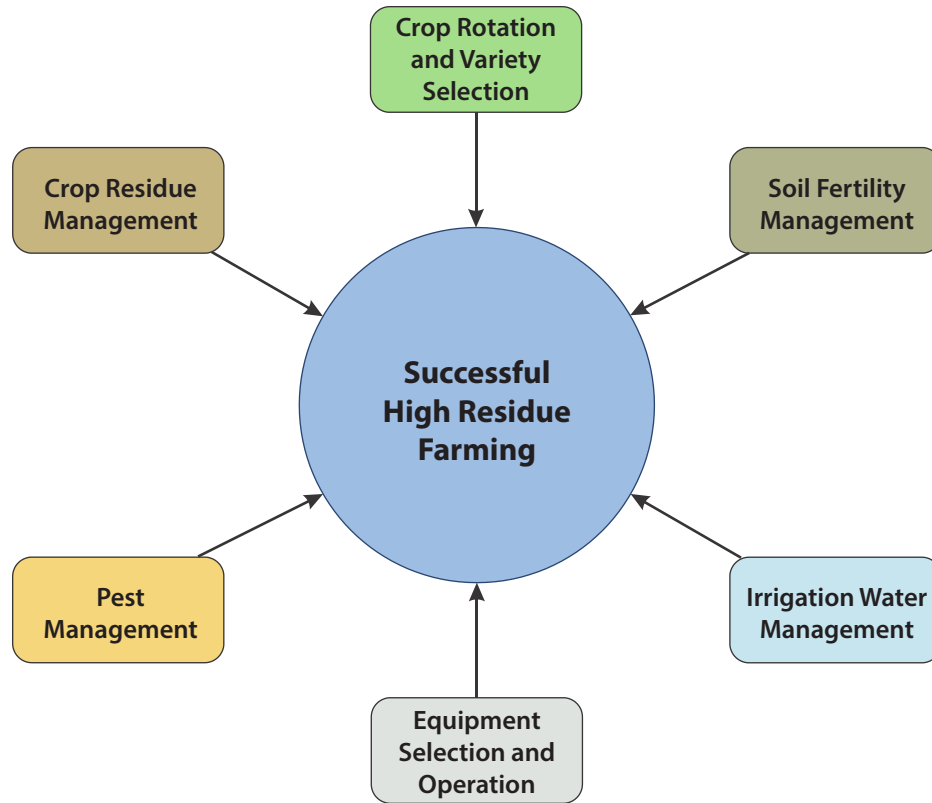 Crop Rotation
and Variety
Selection
Crop Residue
Management
Soil Fertility
Management
Successful
High Residue
Farming
Pest
Management
Irrigation Water
Management
Equipment
Selection and
Operation